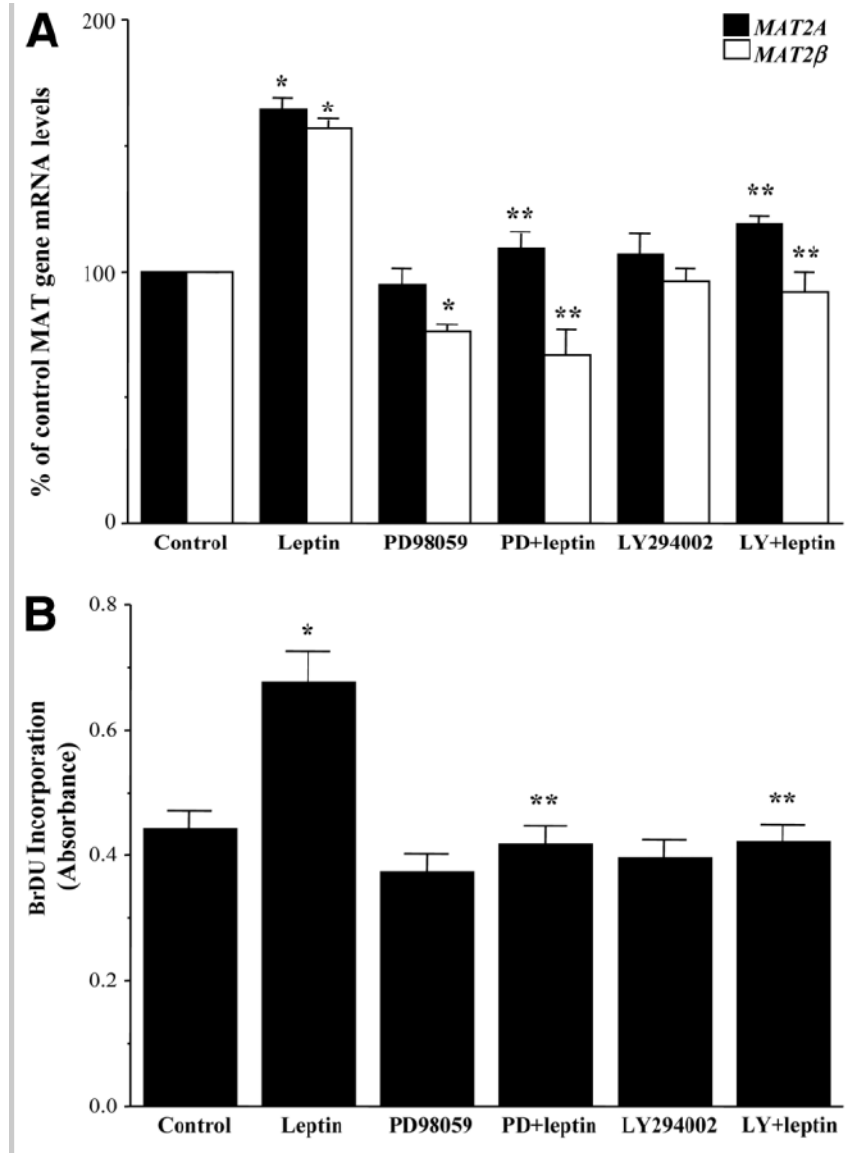 A
MAT2A
MAT2β
% of control MAT gene mRNA levels
200
100
0
* * * ** ** ** **
Control Leptin PD98059 PD+leptin LY294002 LY+leptin
B
BrDU Incorporation
(Absorbance)
0.8
0.6
0.4
0.2
0.0
* ** **
Control Leptin PD98059 PD+leptin LY294002 LY+leptin